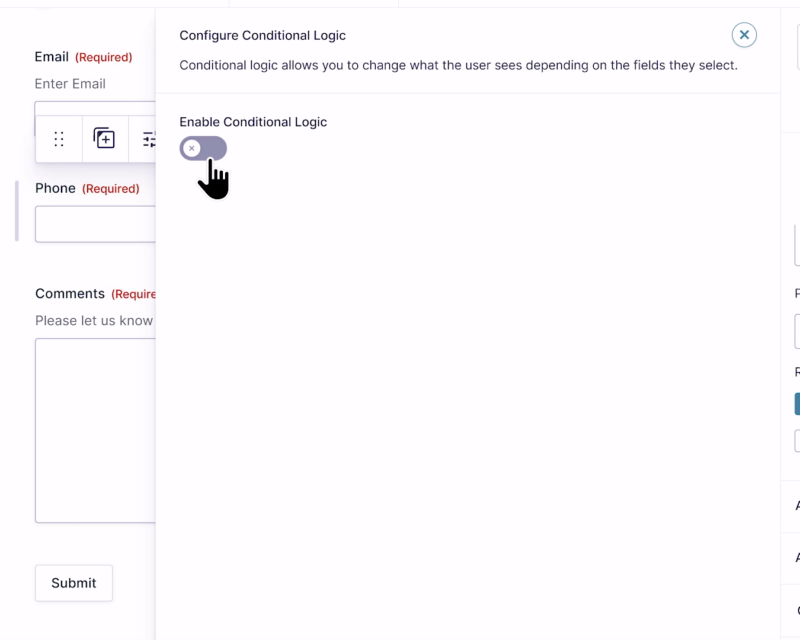 Configure Conditional Logic
Conditional logic allows you to change what the user sees depending on the fields they select.
Enable Conditional Logic
Email (Required)
Enter Email
Phone (Required)
Comments (Require
Please let us know
Submit